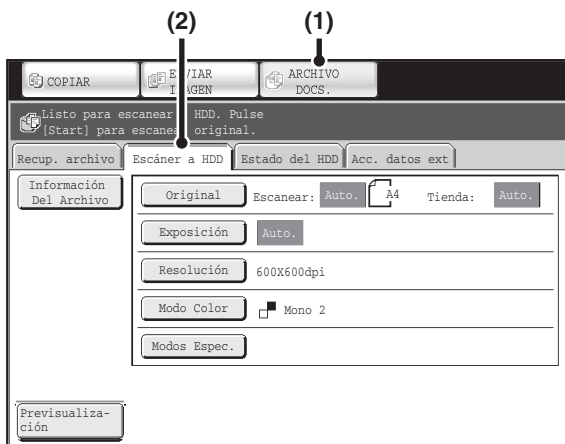 (2) (1)
COPIAR
ENVIAR
IMAGEN
ARCHIVO
DOCS.
Listo para escanear HDD. Pulse
[Start] para escanear original.
Recup. archivo Escáner a HDD Estado del HDD Acc. datos ext
Información
Del Archivo
Original Escanear: Auto. A4 Tienda: Auto.
Exposición Auto.
Resolución 600X600dpi
Modo Color Mono 2
Modos Espec.
Previsualiza-
ción